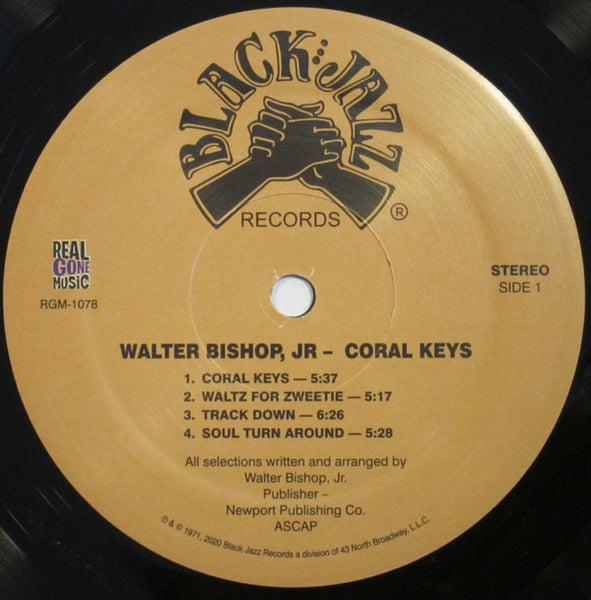 BLACK JAZZ
RECORDS ®
REAL
GONE
MUSIC
RGM-1078
STEREO
SIDE 1
WALTER BISHOP, JR – CORAL KEYS
1. CORAL KEYS — 5:37
2. WALTZ FOR ZWEETIE — 5:17
3. TRACK DOWN — 6:26
4. SOUL TURN AROUND — 5:28
All selections written and arranged by
Walter Bishop, Jr.
Publisher –
Newport Publishing Co.
ASCAP
℗ & © 1971, 2020 Black Jazz Records a division of 43 North Broadway, L.L.C.